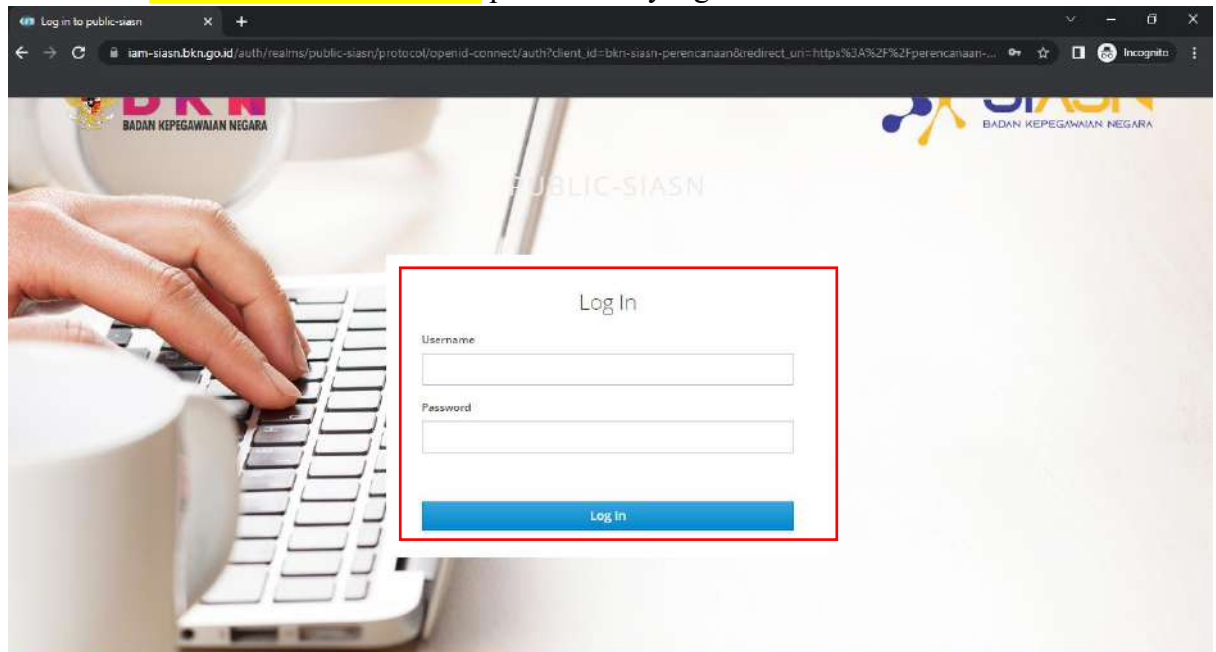 Log in to public-siasn
iam-siasn.bkn.go.id/auth/realms/public-siasn/protocol/openid-connect/auth?client_id=bkn-siasn-perencanaan&redirect_uri=https%3A%2F%2Fperencanaan-...
Incognito
BKN
BADAN KEPEGAWAIAN NEGARA
SIASN
BADAN KEPEGAWAIAN NEGARA
PUBLIC-SIASN
Log In
Username
Password
Log In